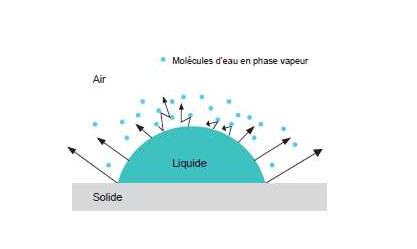 Molécules d'eau en phase vapeur
Air
Liquide
Solide